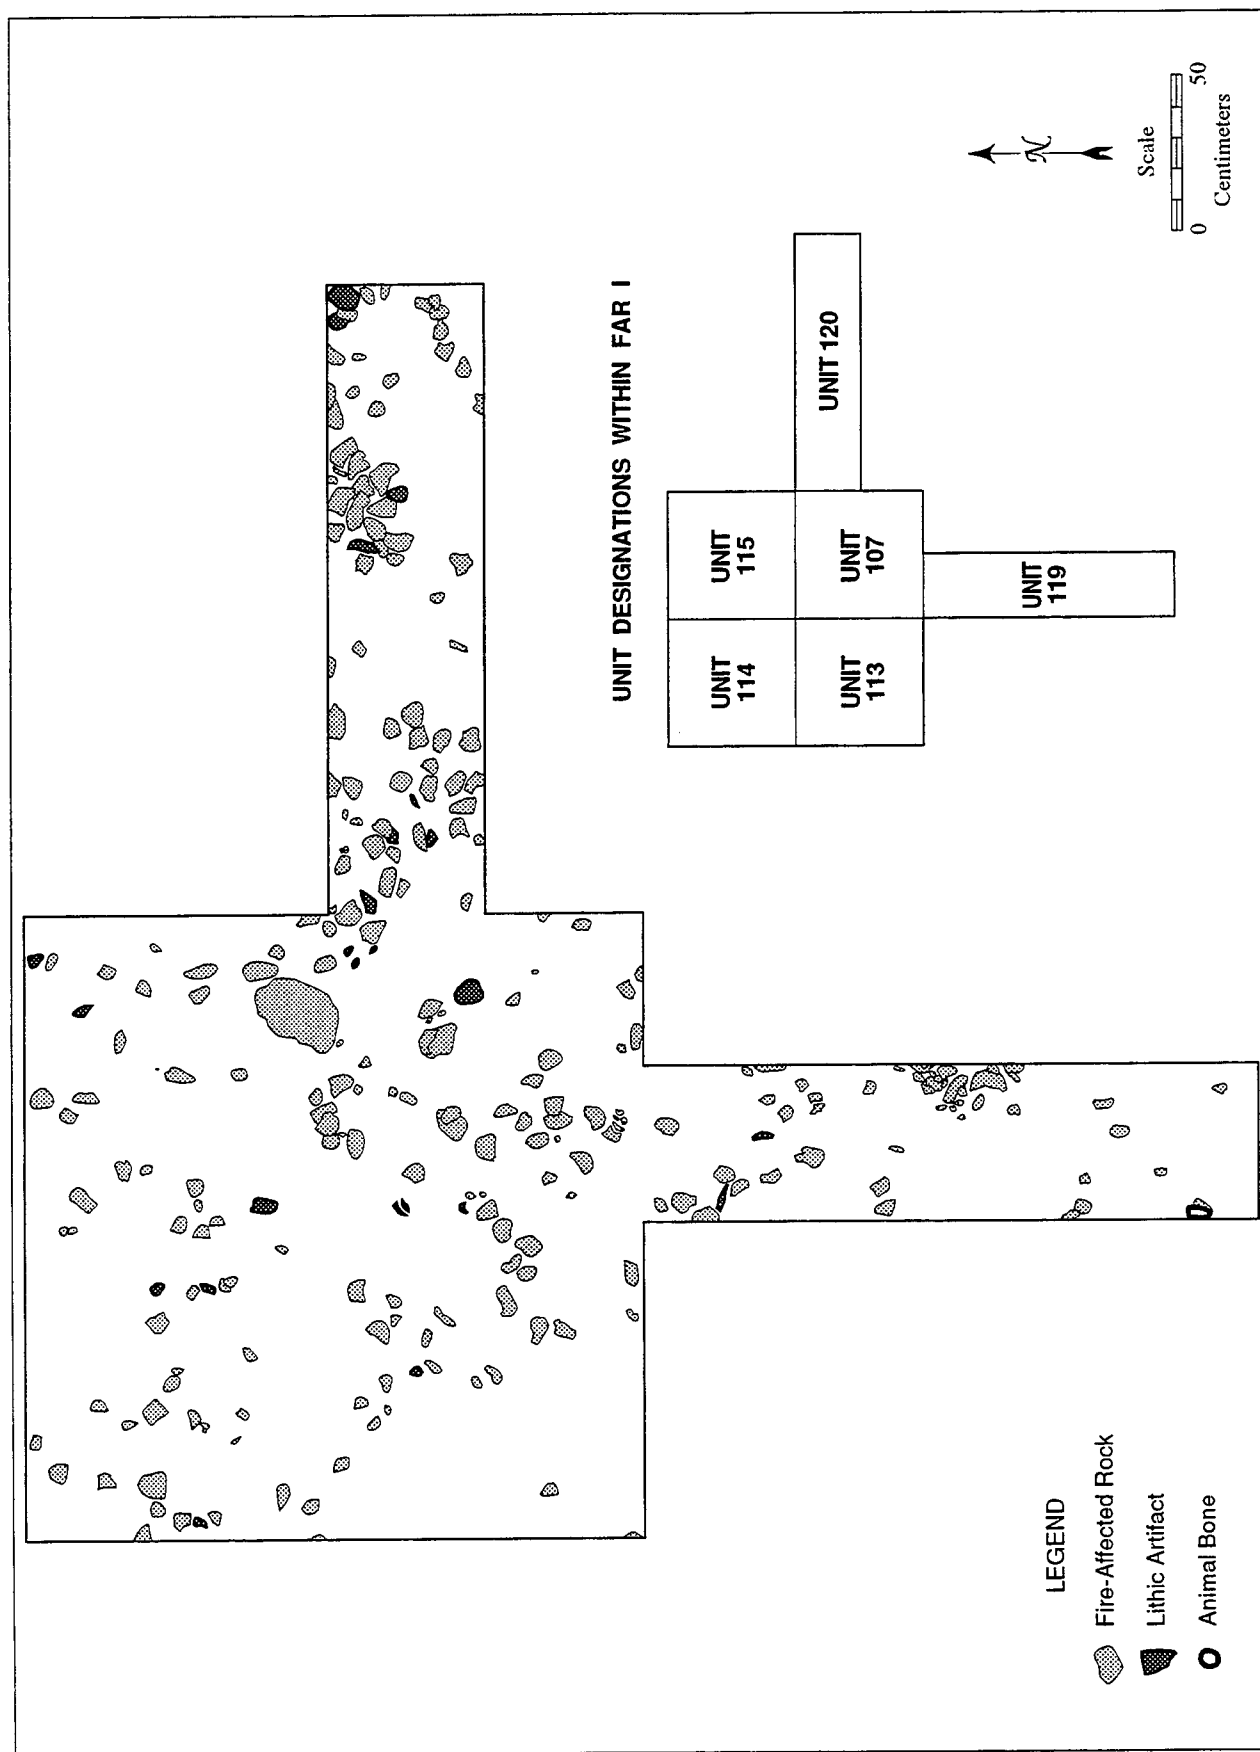 UNIT DESIGNATIONS WITHIN FAR I
UNIT
114
UNIT
115
UNIT
113
UNIT
107
UNIT 120
UNIT
119
LEGEND
Fire-Affected Rock
Lithic Artifact
Animal Bone
N
Scale
0 50
Centimeters